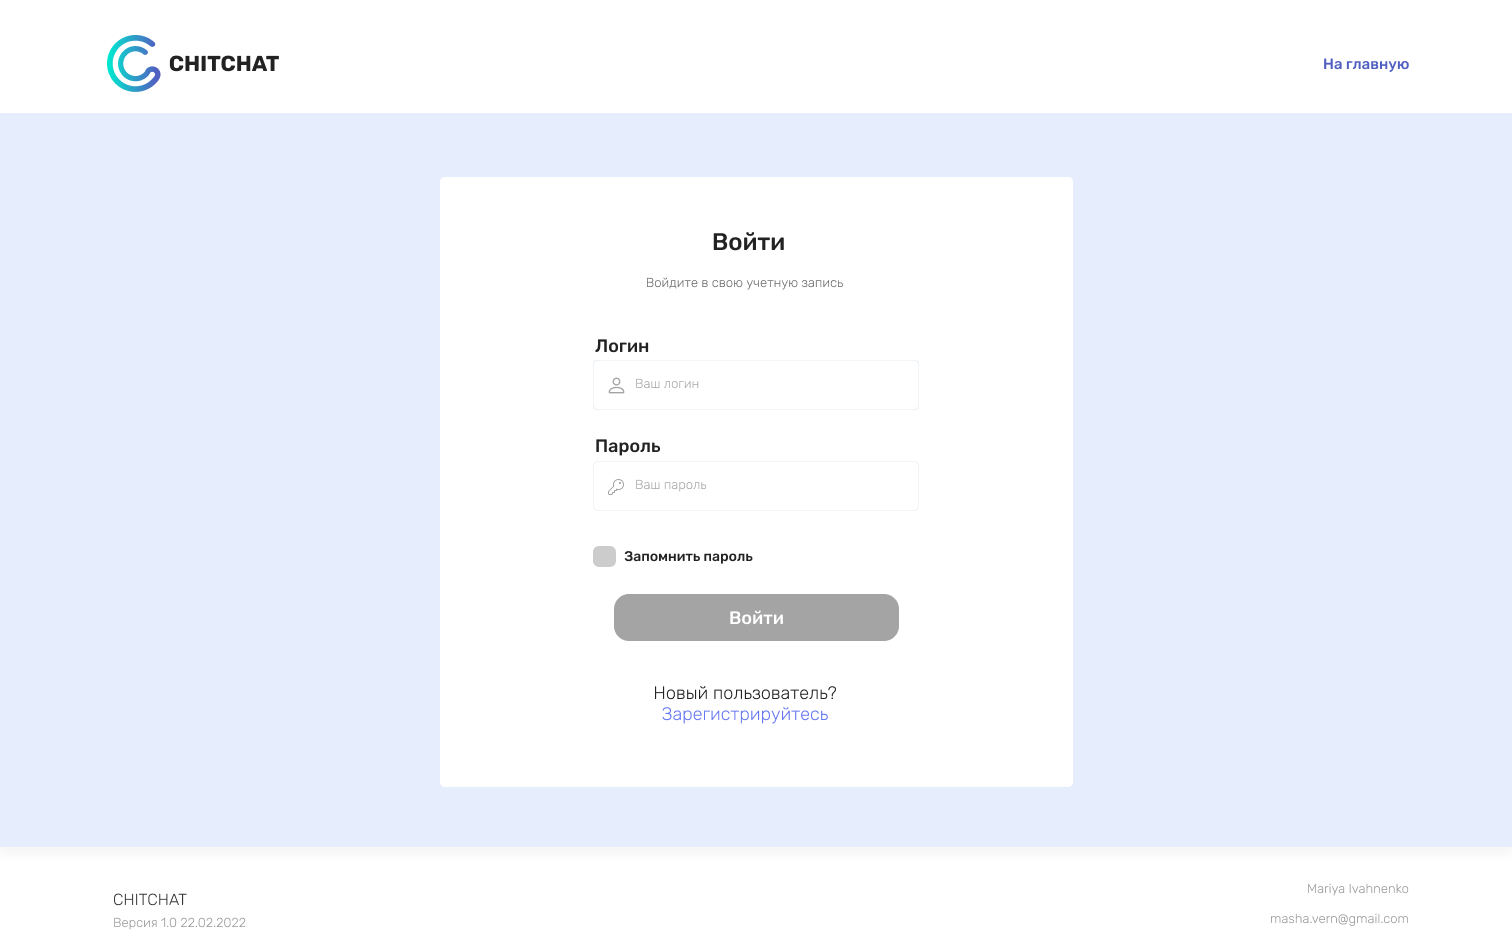 CHITCHAT
На главную
Войти
Войдите в свою учетную запись
Логин
Ваш логин
Пароль
Ваш пароль
Запомнить пароль
Войти
Новый пользователь?
Зарегистрируйтесь
CHITCHAT
Версия 1.0 22.02.2022
Mariya Ivahnenko
masha.vern@gmail.com